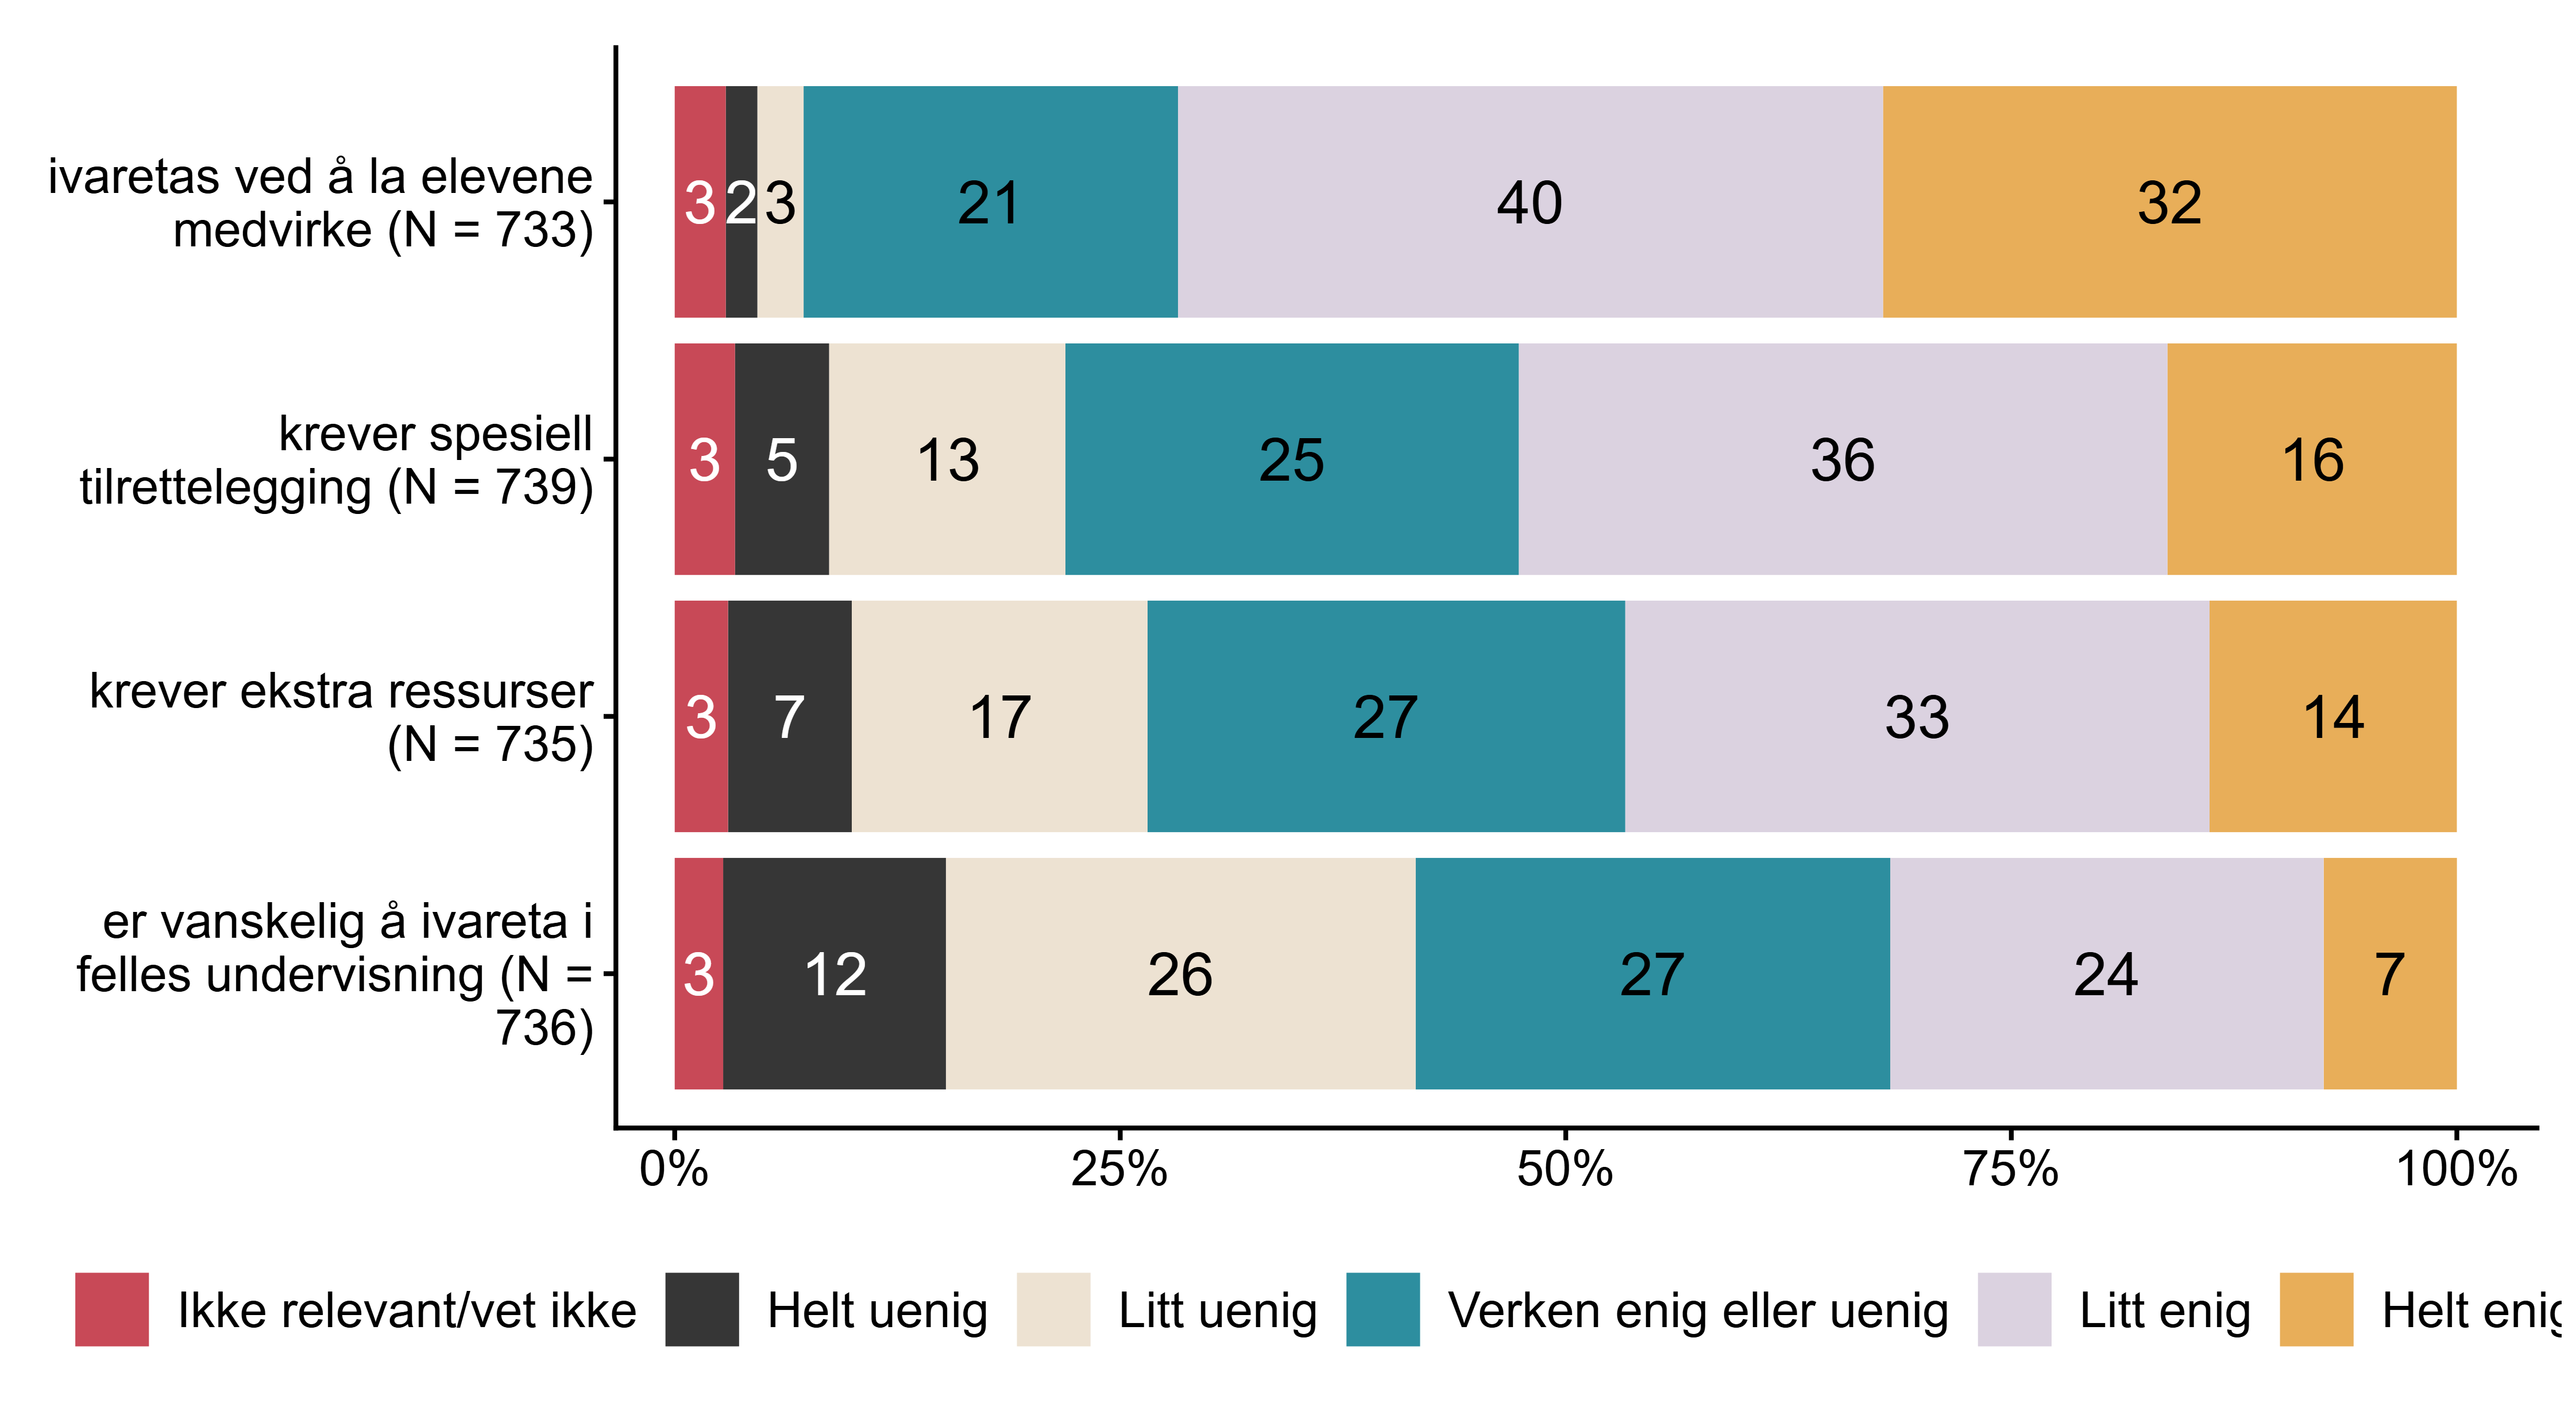 ivaretas ved å la elevene
medvirke (N = 733)
3 2 3 21 40 32
krever spesiell
tilrettelegging (N = 739)
3 5 13 25 36 16
krever ekstra ressurser
(N = 735)
3 7 17 27 33 14
er vanskelig å ivareta i
felles undervisning (N =
736)
3 12 26 27 24 7
0% 25% 50% 75% 100%
Ikke relevant/vet ikke Helt uenig Litt uenig Verken enig eller uenig Litt enig Helt enig